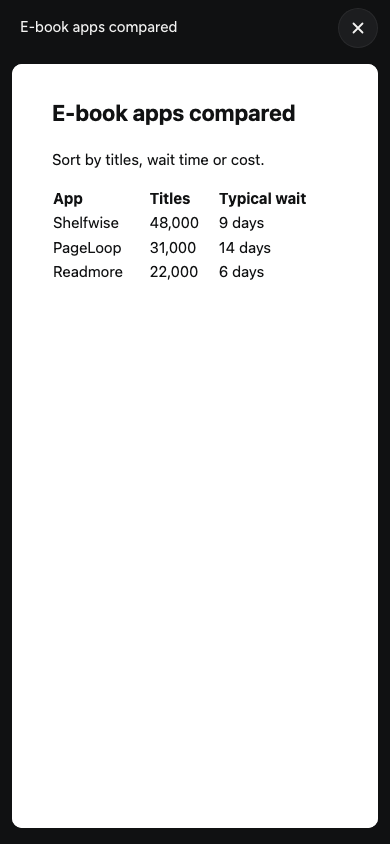 E-book apps compared
E-book apps compared
Sort by titles, wait time or cost.
App Titles Typical wait
Shelfwise 48,000 9 days
PageLoop 31,000 14 days
Readmore 22,000 6 days